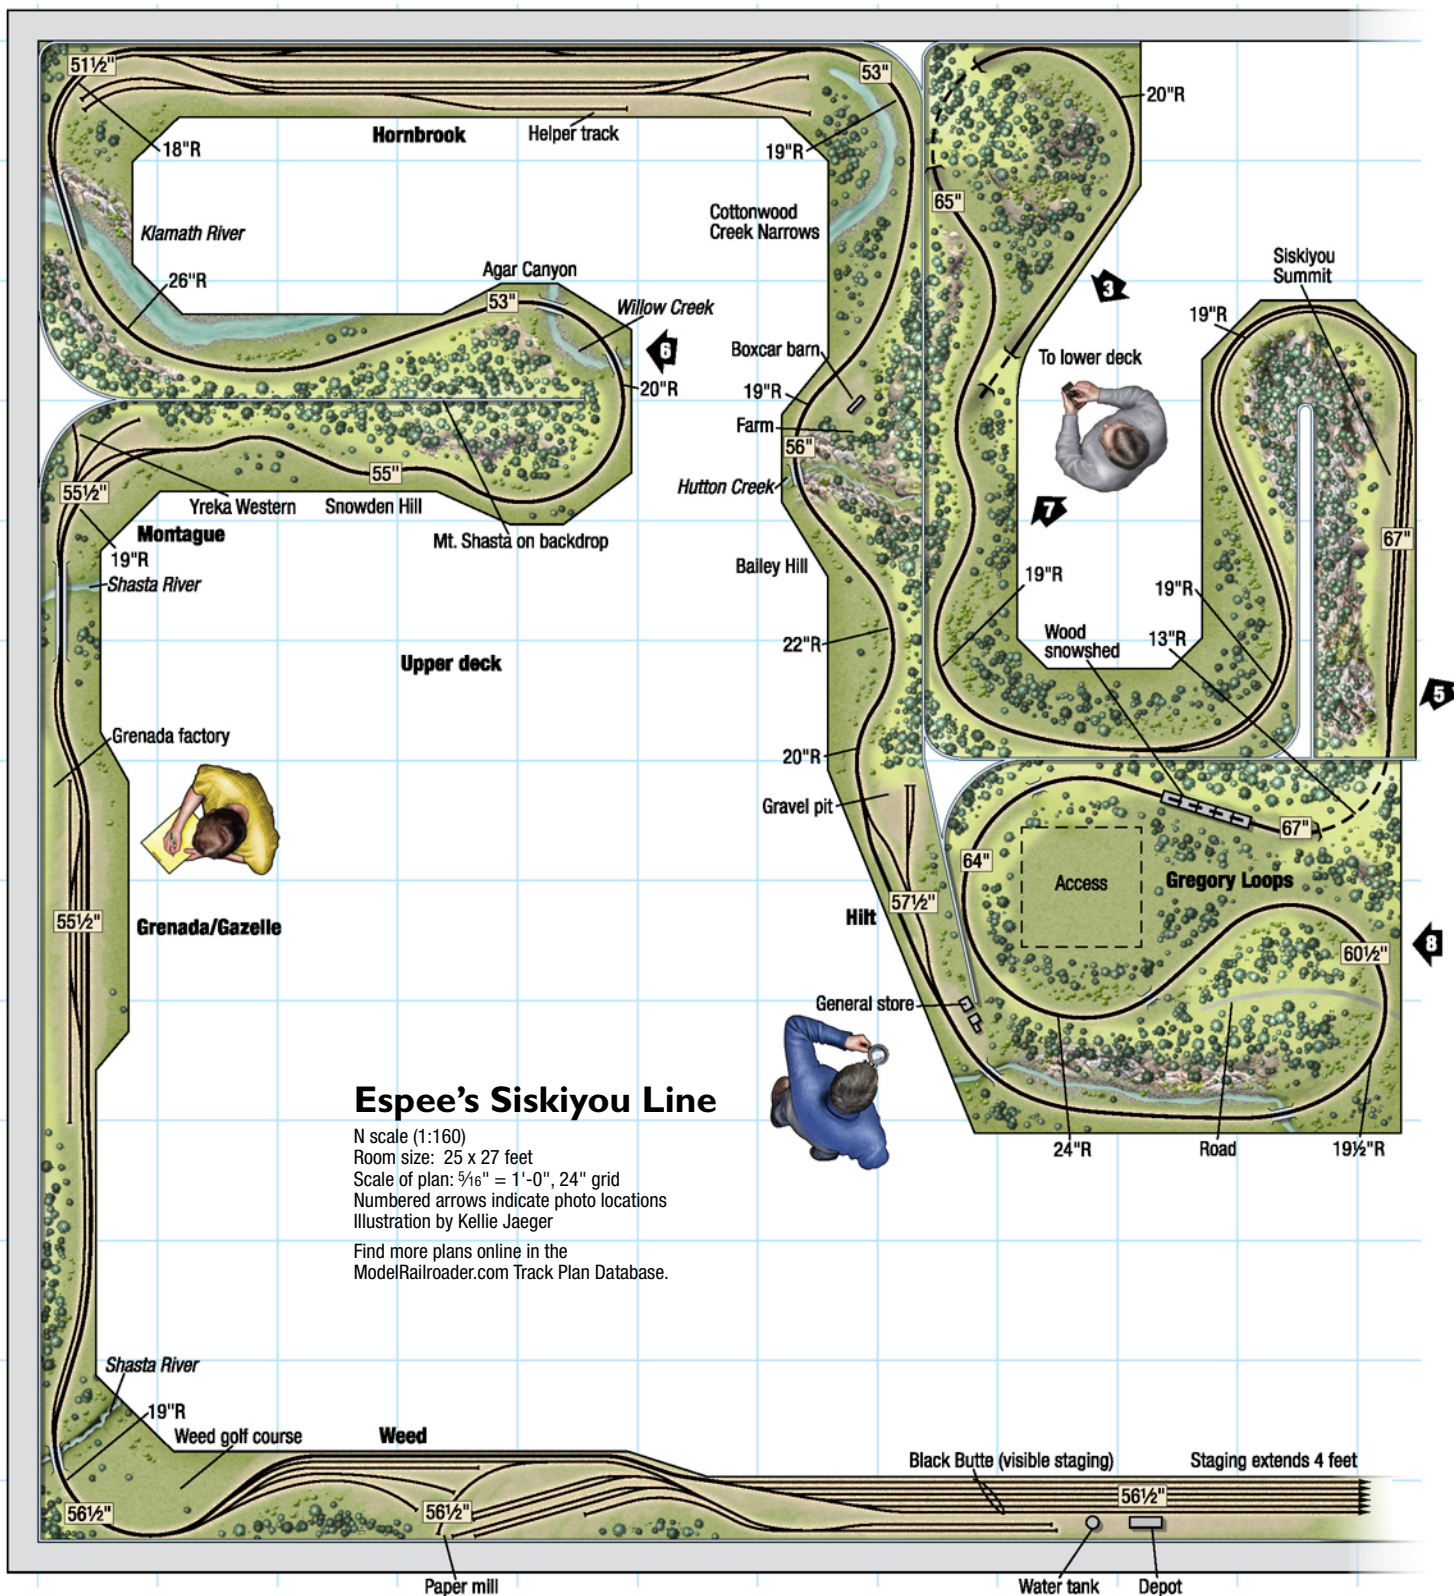 51½"
53"
20"R
Hornbrook
Helper track
18"R
19"R
65"
Cottonwood
Creek Narrows
Klamath River
26"R
Agar Canyon
53"
Willow Creek
Siskiyou
Summit
3
19"R
6
Boxcar barn
To lower deck
20"R
19"R
Farm
56"
55"
55½"
Hutton Creek
Yreka Western
Snowden Hill
7
Montague
Mt. Shasta on backdrop
67"
19"R
Shasta River
Bailey Hill
19"R
19"R
Wood
snowshed
13"R
22"R
Upper deck
5
Grenada factory
20"R
Gravel pit
67"
64"
Access
Gregory Loops
57½"
Hilt
55½"
Grenada/Gazelle
60½"
8
General store
Espee's Siskiyou Line
N scale (1:160)
Room size: 25 x 27 feet
Scale of plan: 5⁄16" = 1'-0", 24" grid
Numbered arrows indicate photo locations
Illustration by Kellie Jaeger
Find more plans online in the
ModelRailroader.com Track Plan Database.
24"R
Road
19½"R
Shasta River
19"R
Weed golf course
Weed
Black Butte (visible staging)
Staging extends 4 feet
56½"
56½"
56½"
Paper mill
Water tank
Depot